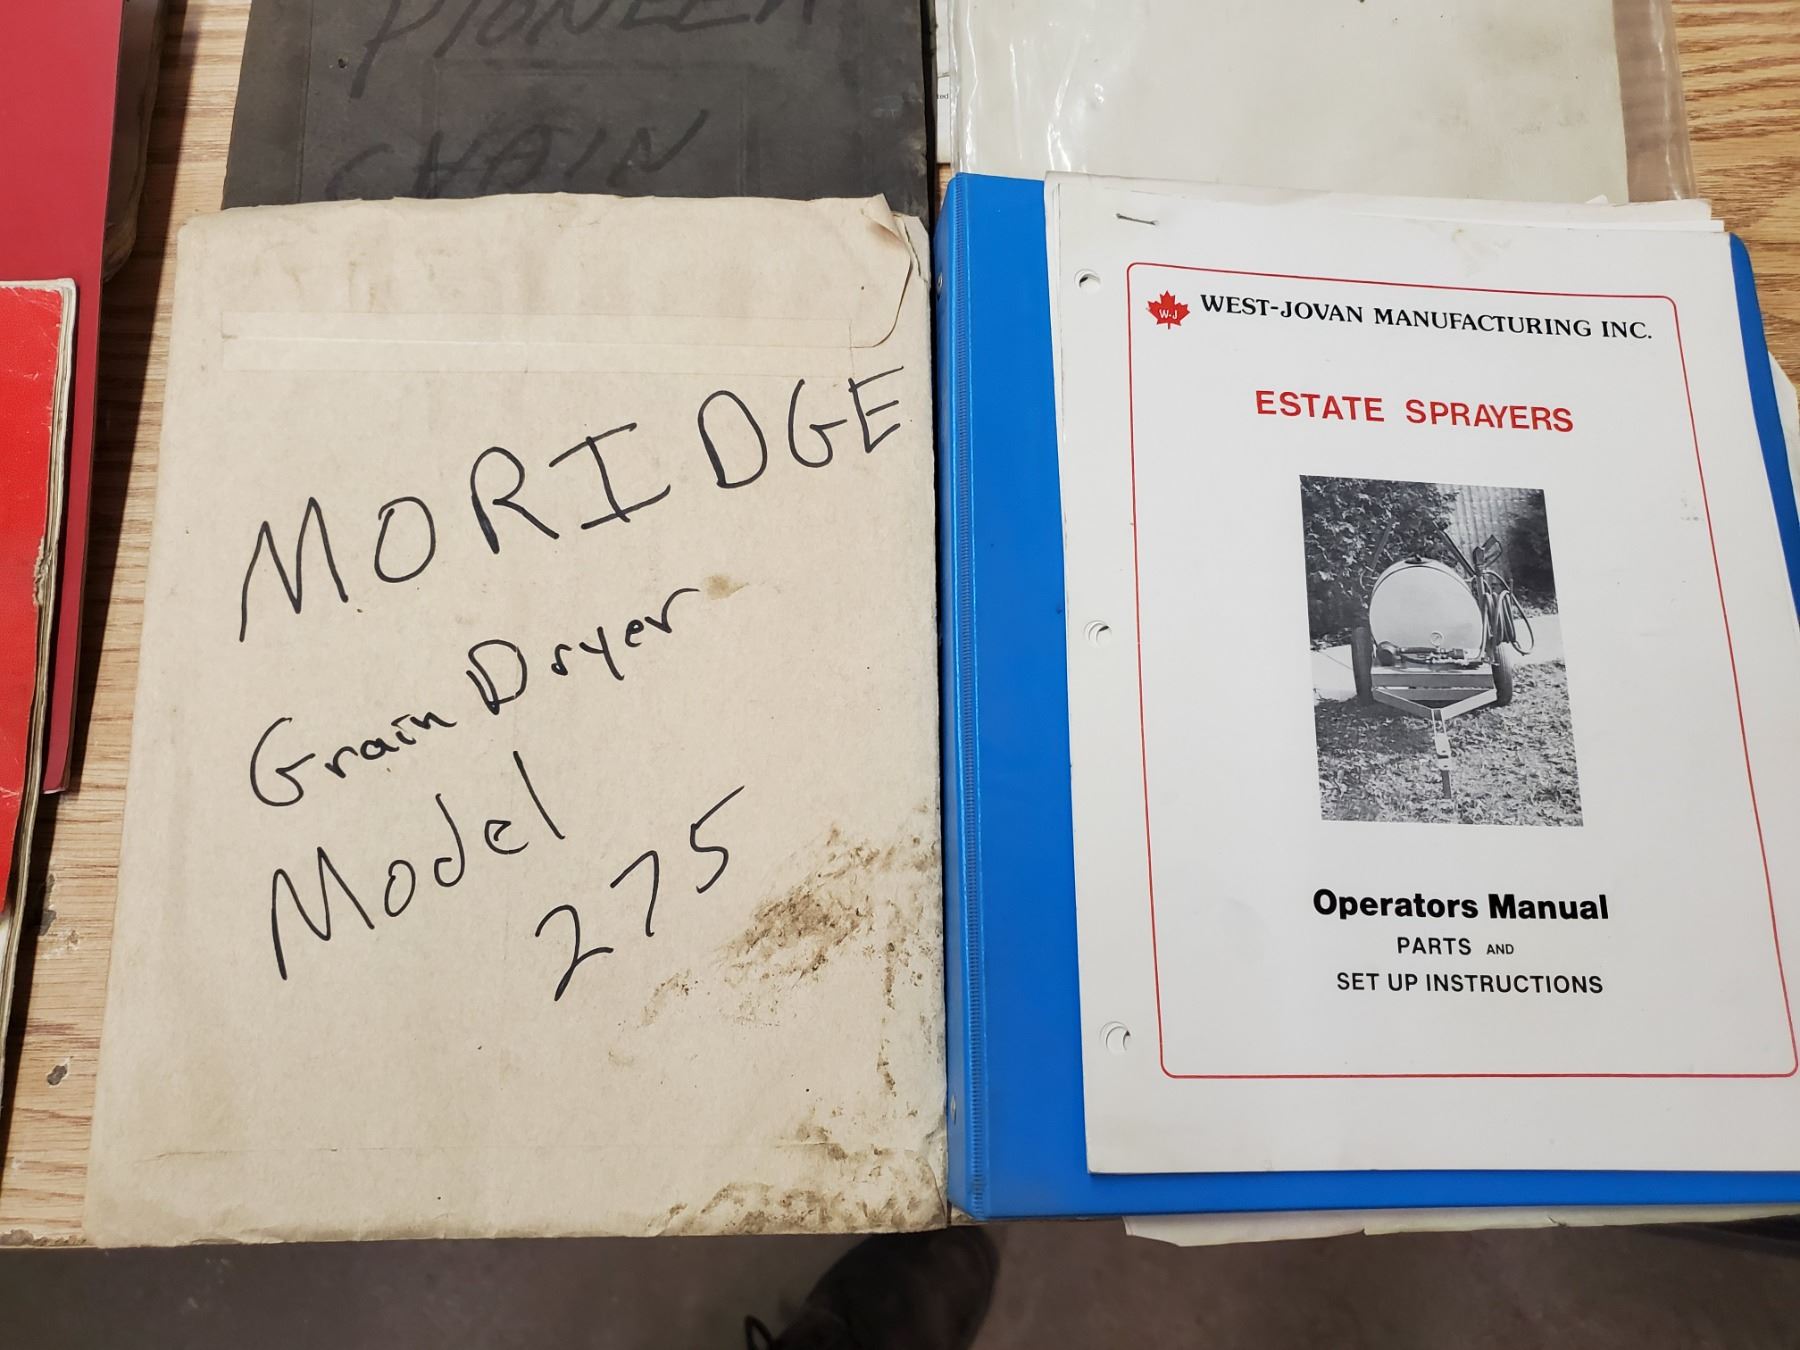 PIONEER
CHAIN
ted
MORIDGE
Grain Dryer
Model
275
W-J
WEST-JOVAN MANUFACTURING INC.
ESTATE SPRAYERS
Operators Manual
PARTS AND
SET UP INSTRUCTIONS